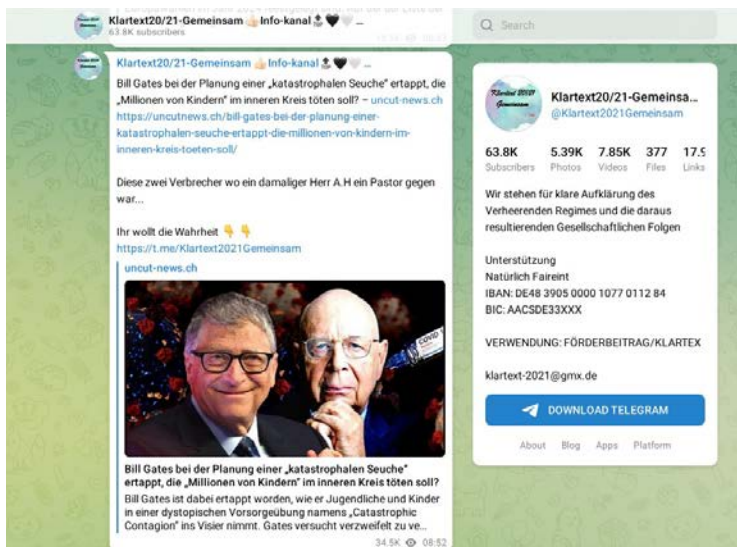 Klartext20/21-Gemeinsam 👍🏻Info-kanal🔝🖤🤍 ...
63.8K subscribers
Klartext20/21-Gemeinsam 👍🏻Info-kanal🔝🖤🤍 ...
Bill Gates bei der Planung einer „katastrophalen Seuche“ ertappt, die
„Millionen von Kindern“ im inneren Kreis töten soll? – uncut-news.ch
https://uncutnews.ch/bill-gates-bei-der-planung-einer-
katastrophalen-seuche-ertappt-die-millionen-von-kindern-im-
inneren-kreis-toeten-soll/
Diese zwei Verbrecher wo ein damaliger Herr A.H ein Pastor gegen
war...
Ihr wollt die Wahrheit 👇 👇
https://t.me/Klartext2021Gemeinsam
uncut-news.ch
COVID
Bill Gates bei der Planung einer „katastrophalen Seuche“
ertappt, die „Millionen von Kindern“ im inneren Kreis töten soll?
Bill Gates ist dabei ertappt worden, wie er Jugendliche und Kinder
in einer dystopischen Vorsorgeübung namens „Catastrophic
Contagion“ ins Visier nimmt. Gates versucht verzweifelt zu ve...
34.5K 08:52
Search
Klartext 20/21
Gemeinsam
Klartext20/21-Gemeinsa...
@Klartext2021Gemeinsam
63.8K 5.39K 7.85K 377 17.9
Subscribers Photos Videos Files Links
Wir stehen für klare Aufklärung des
Verheerenden Regimes und die daraus
resultierenden Gesellschaftlichen Folgen
Unterstützung
Natürlich Faireint
IBAN: DE48 3905 0000 1077 0112 84
BIC: AACSDE33XXX
VERWENDUNG: FÖRDERBEITRAG/KLARTEX
klartext-2021@gmx.de
DOWNLOAD TELEGRAM
About Blog Apps Platform